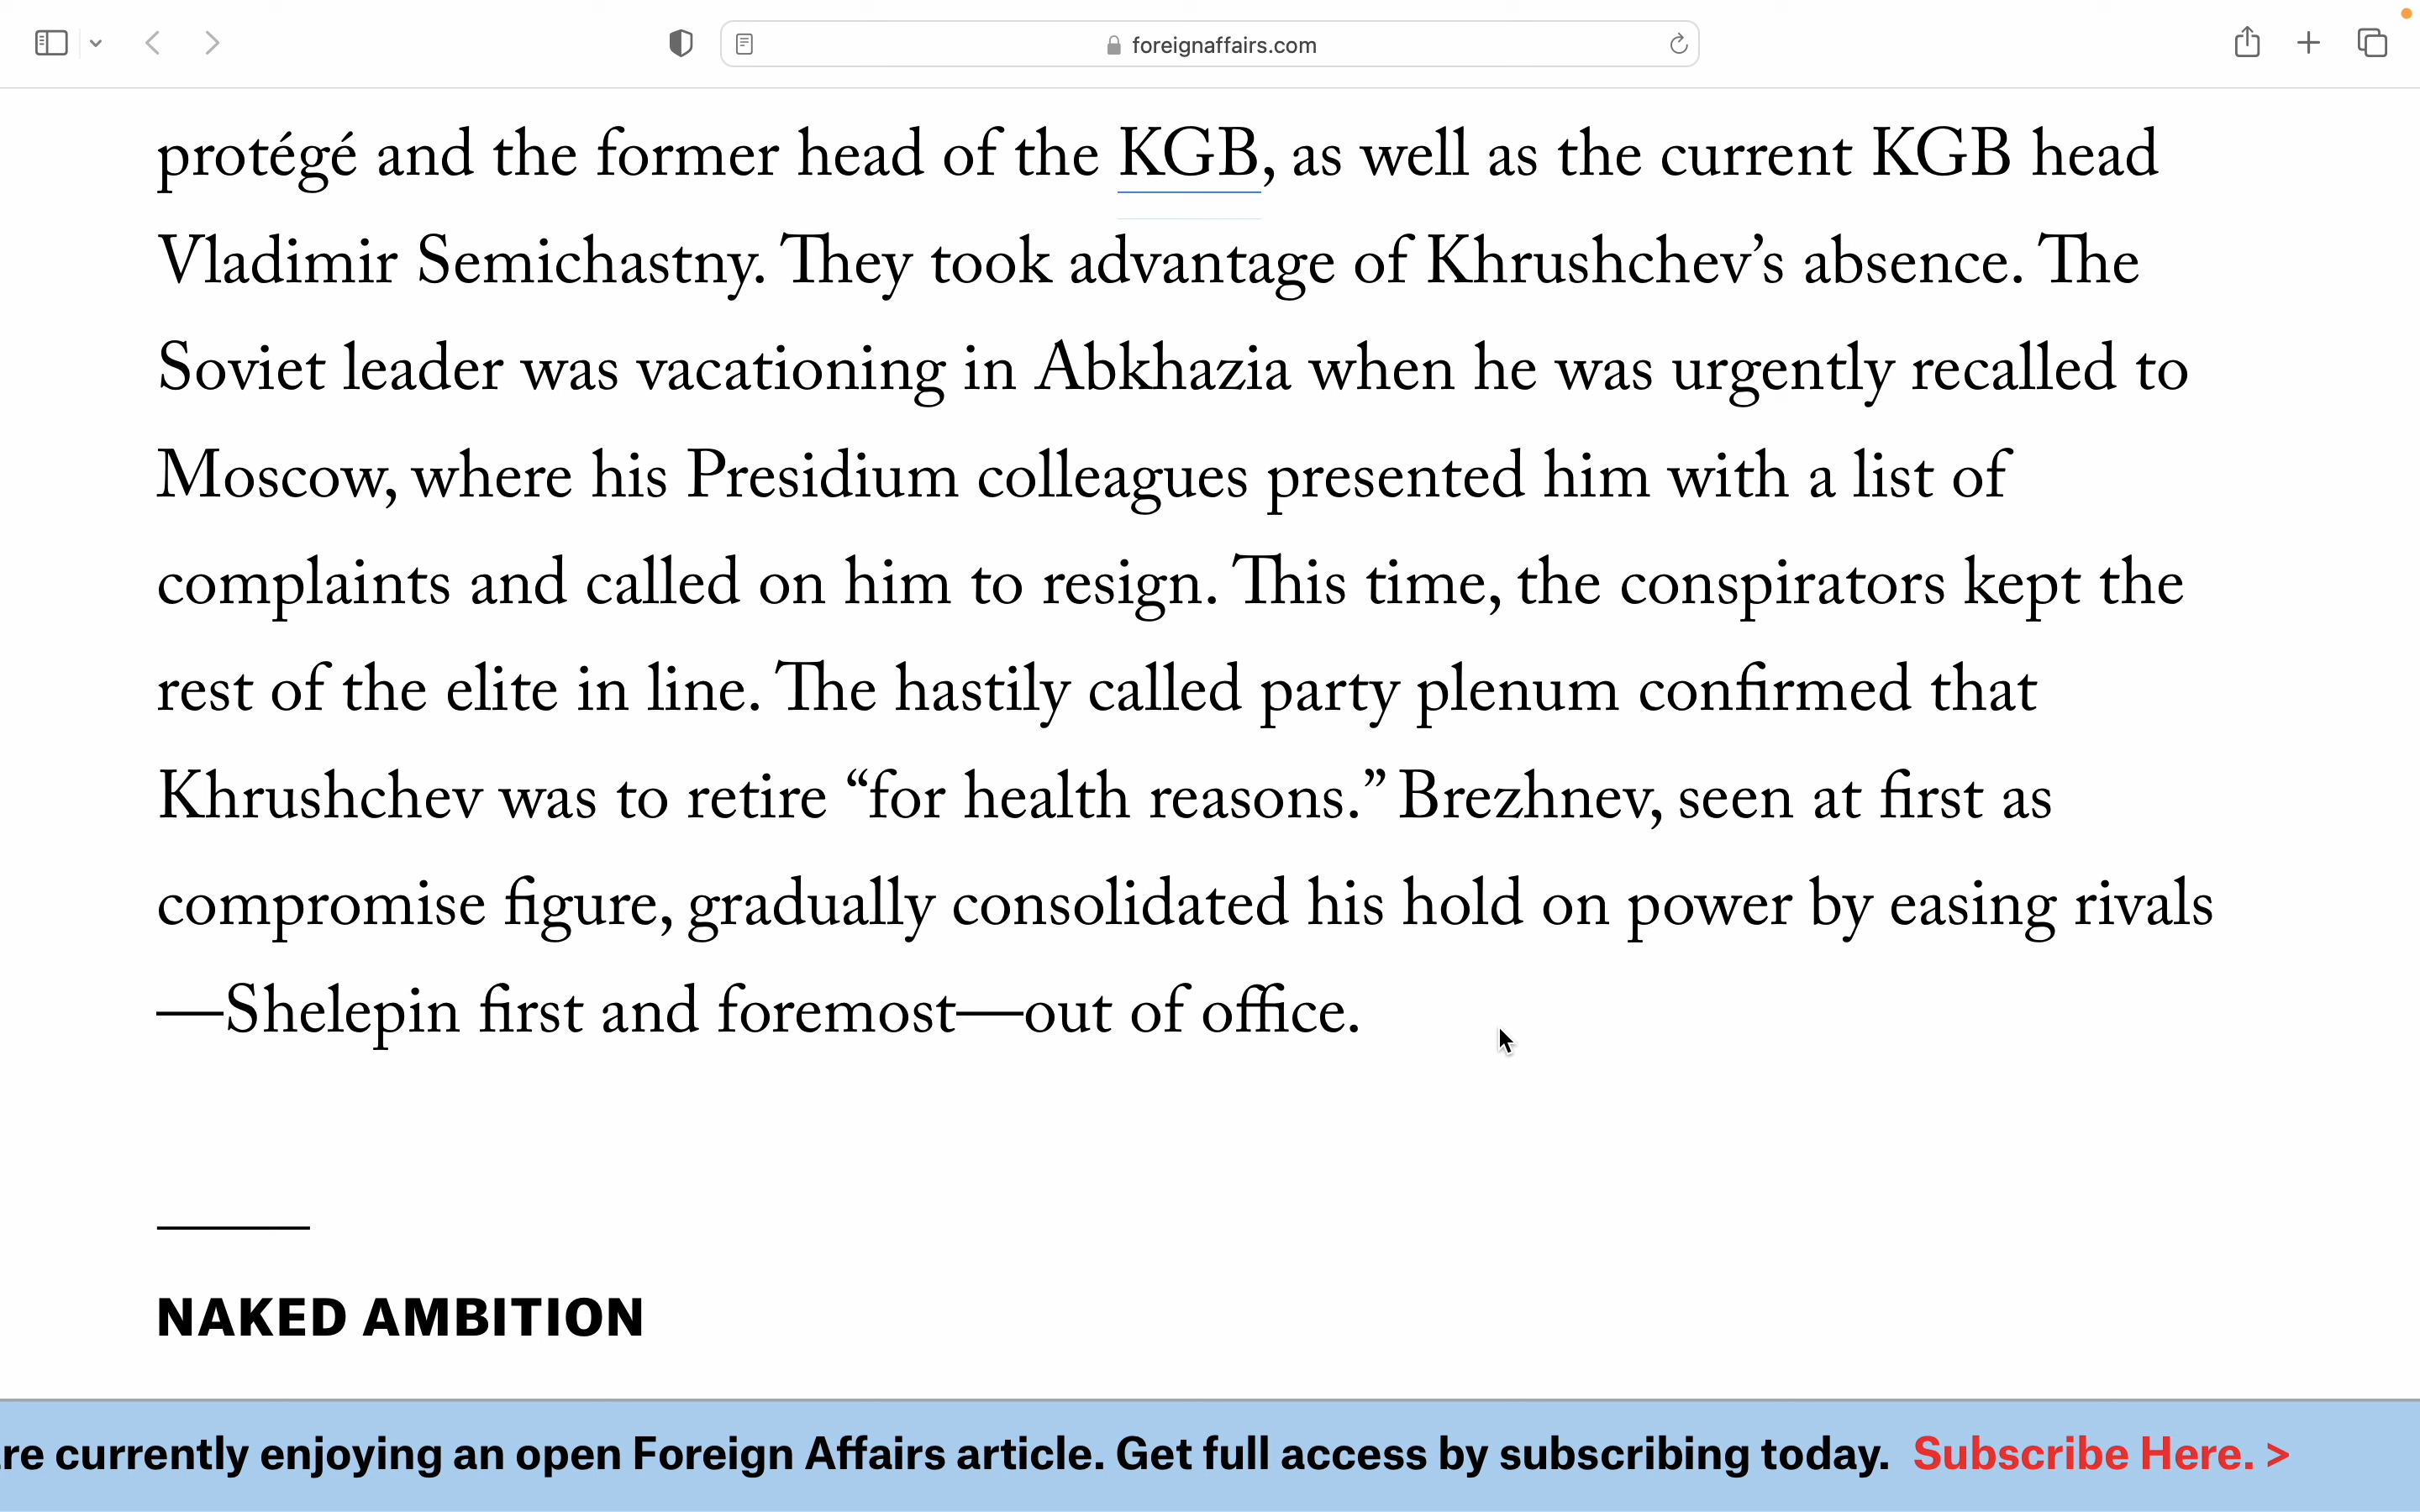 foreignaffairs.com
protégé and the former head of the KGB, as well as the current KGB head
Vladimir Semichastny. They took advantage of Khrushchev’s absence. The
Soviet leader was vacationing in Abkhazia when he was urgently recalled to
Moscow, where his Presidium colleagues presented him with a list of
complaints and called on him to resign. This time, the conspirators kept the
rest of the elite in line. The hastily called party plenum confirmed that
Khrushchev was to retire “for health reasons.” Brezhnev, seen at first as
compromise figure, gradually consolidated his hold on power by easing rivals
—Shelepin first and foremost—out of office.
NAKED AMBITION
re currently enjoying an open Foreign Affairs article. Get full access by subscribing today. Subscribe Here. >